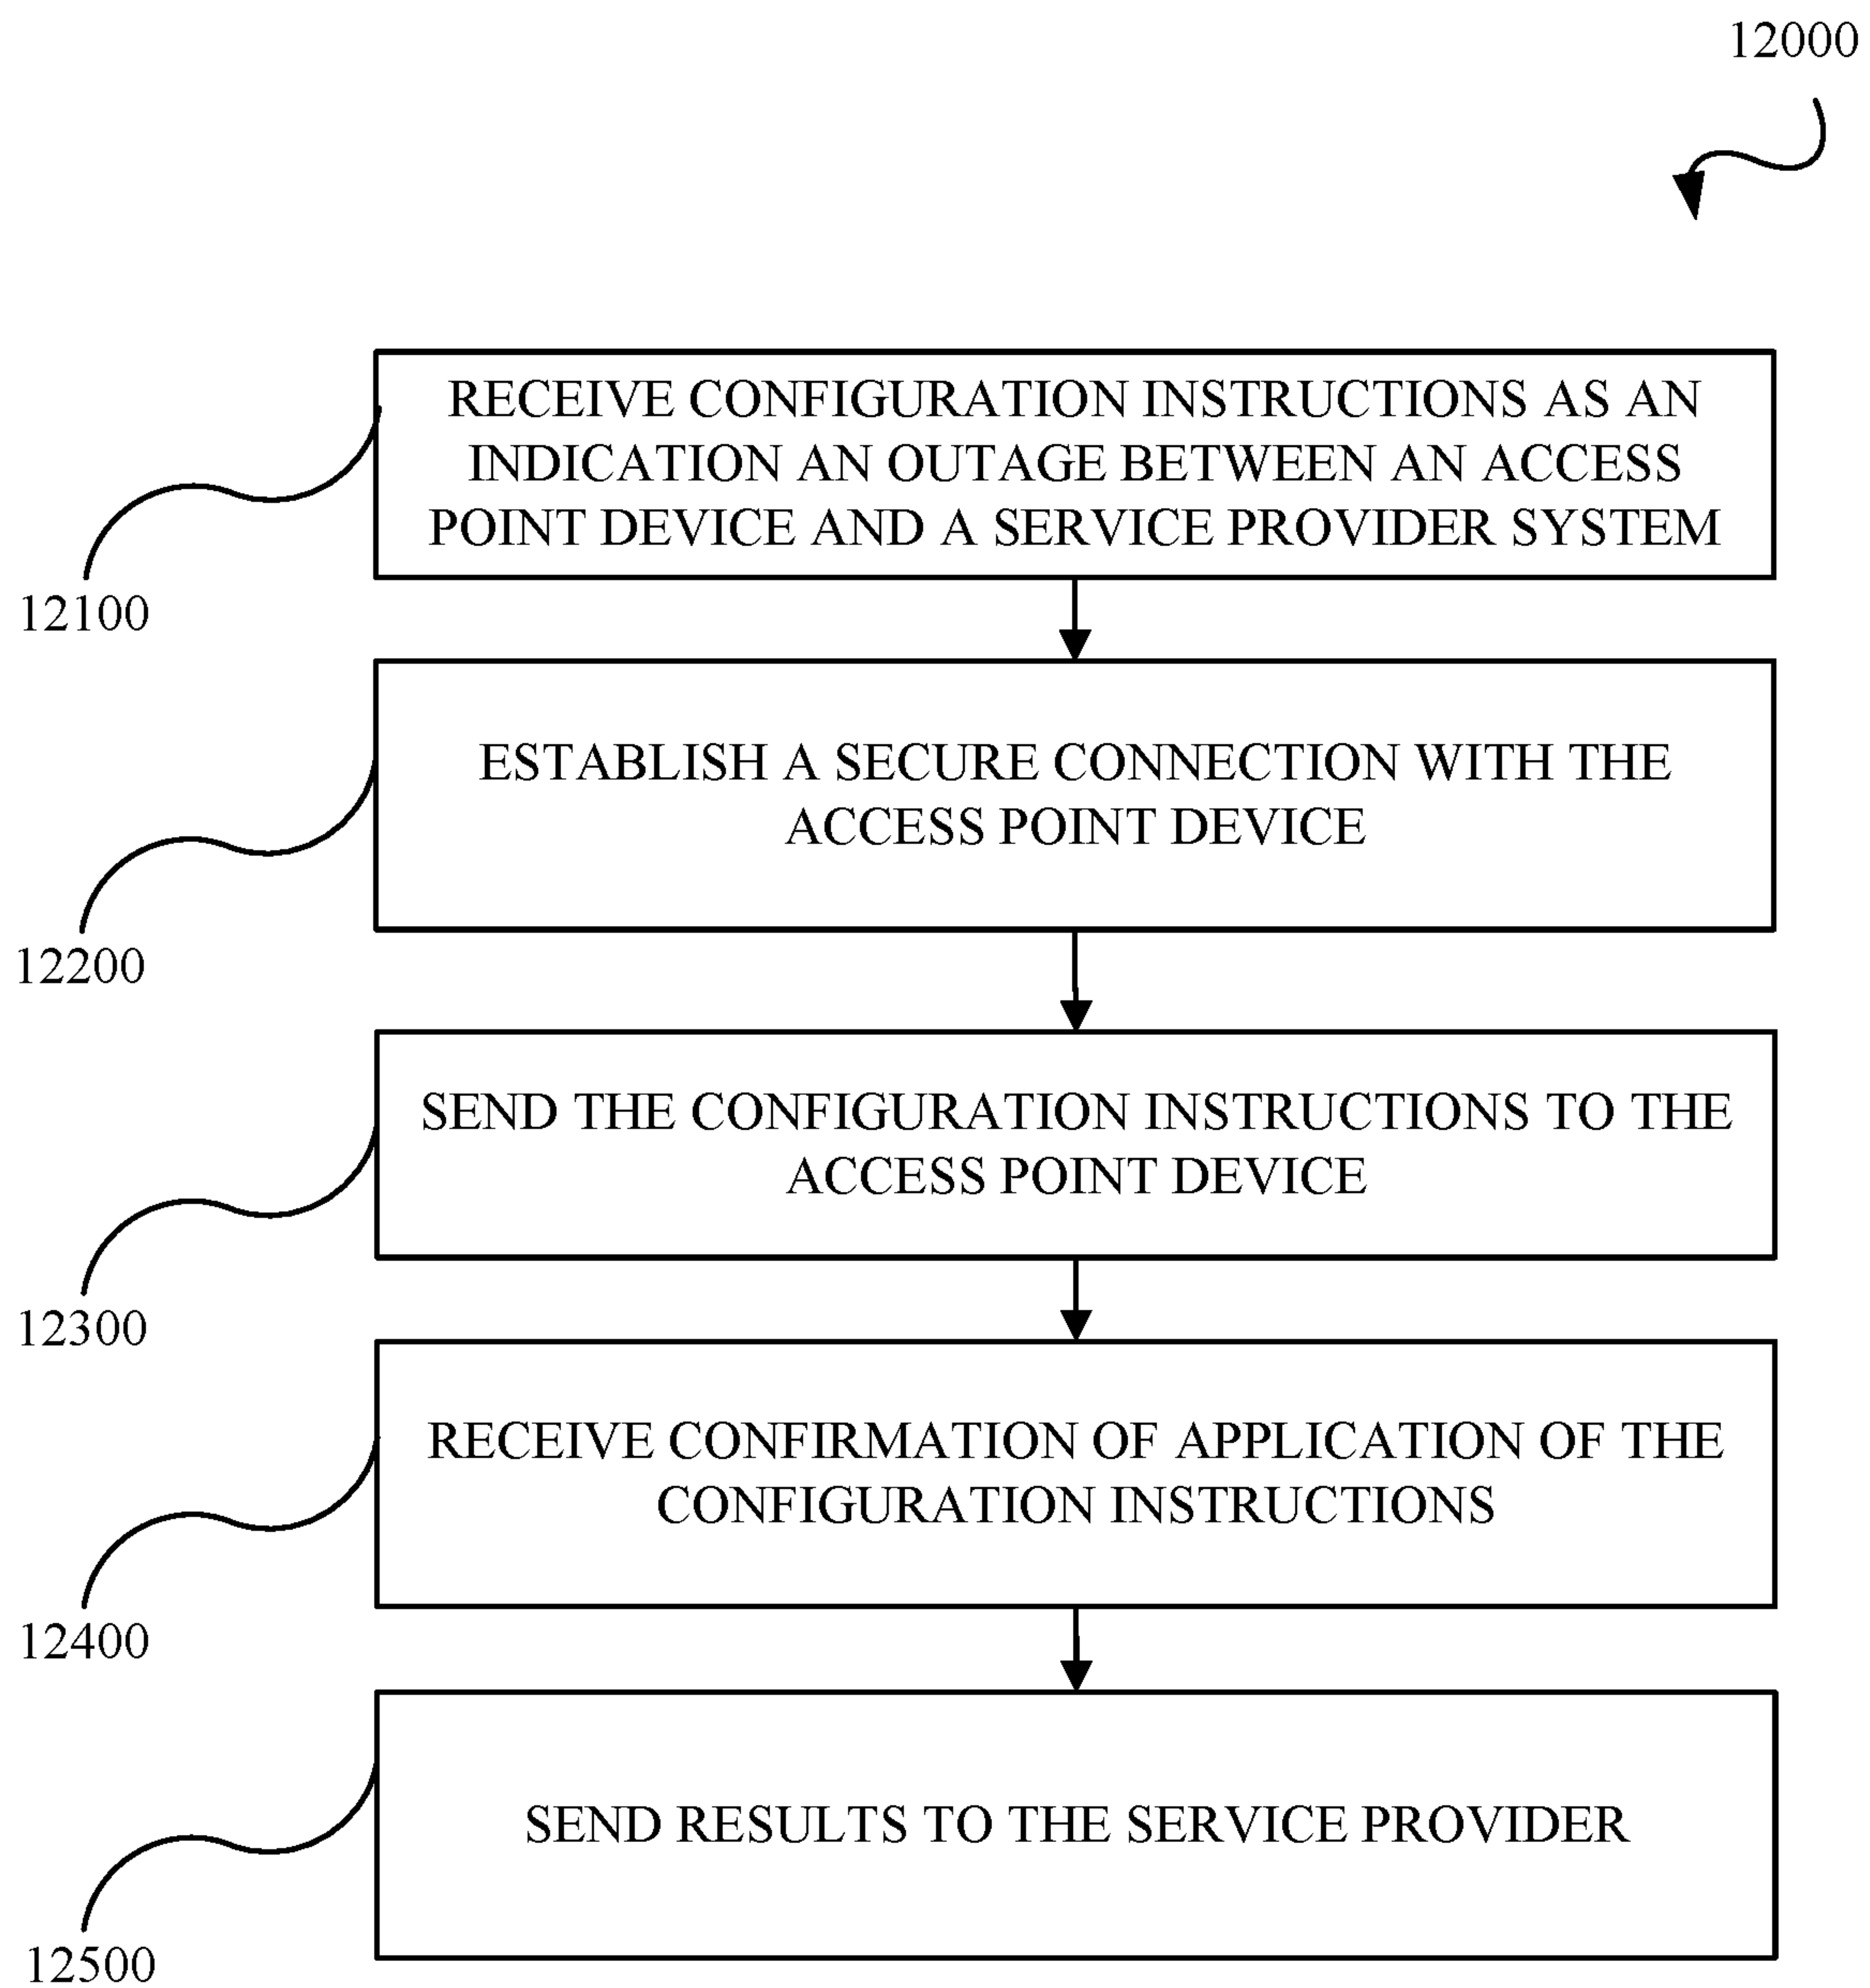 12000
RECEIVE CONFIGURATION INSTRUCTIONS AS AN
INDICATION AN OUTAGE BETWEEN AN ACCESS
POINT DEVICE AND A SERVICE PROVIDER SYSTEM
12100
ESTABLISH A SECURE CONNECTION WITH THE
ACCESS POINT DEVICE
12200
SEND THE CONFIGURATION INSTRUCTIONS TO THE
ACCESS POINT DEVICE
12300
RECEIVE CONFIRMATION OF APPLICATION OF THE
CONFIGURATION INSTRUCTIONS
12400
SEND RESULTS TO THE SERVICE PROVIDER
12500